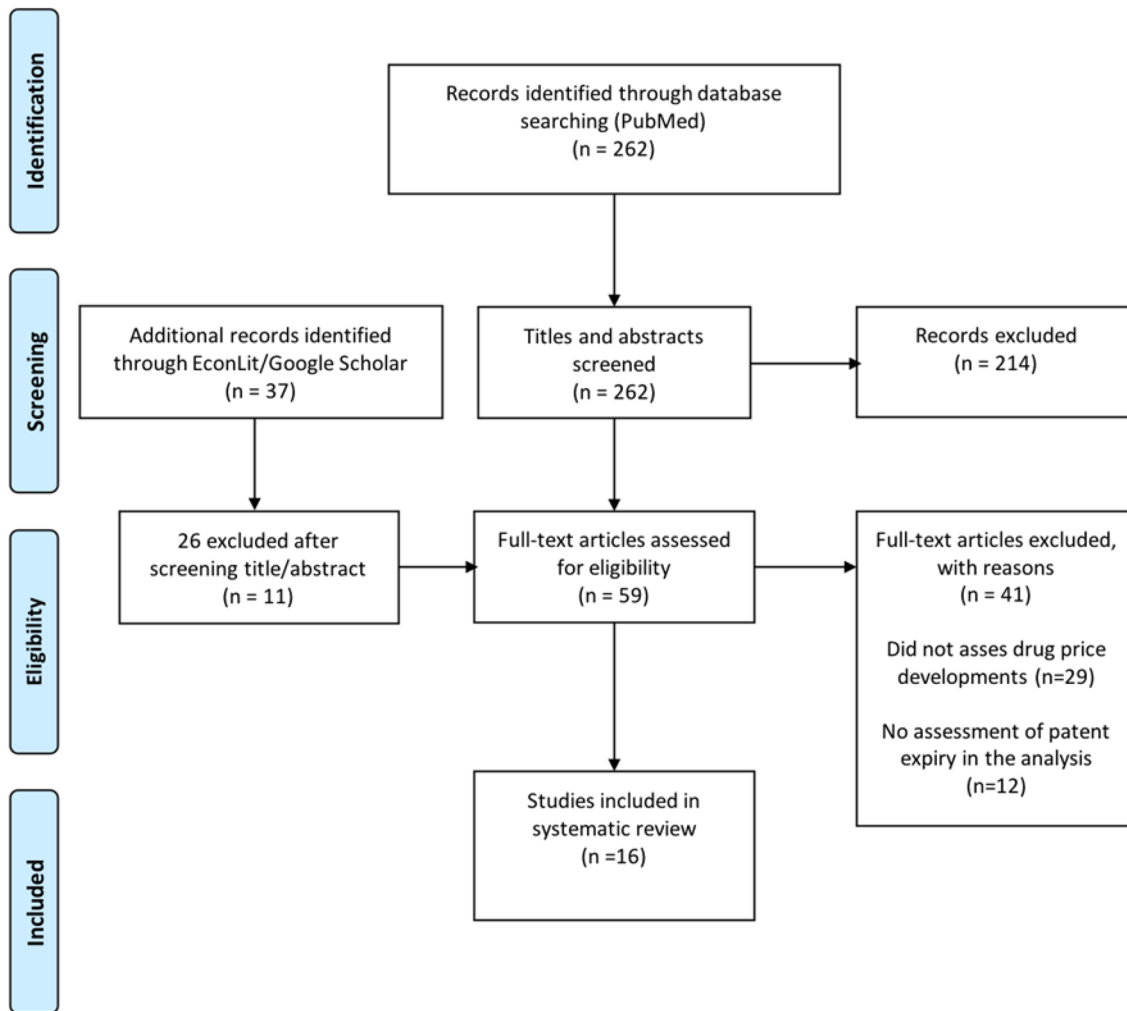 Identification
Records identified through database
searching (PubMed)
(n = 262)
Screening
Additional records identified
through EconLit/Google Scholar
(n = 37)
Titles and abstracts
screened
(n = 262)
Records excluded
(n = 214)
Eligibility
26 excluded after
screening title/abstract
(n = 11)
Full-text articles assessed
for eligibility
(n = 59)
Full-text articles excluded,
with reasons
(n = 41)
Did not asses drug price
developments (n=29)
No assessment of patent
expiry in the analysis
(n=12)
Included
Studies included in
systematic review
(n =16)